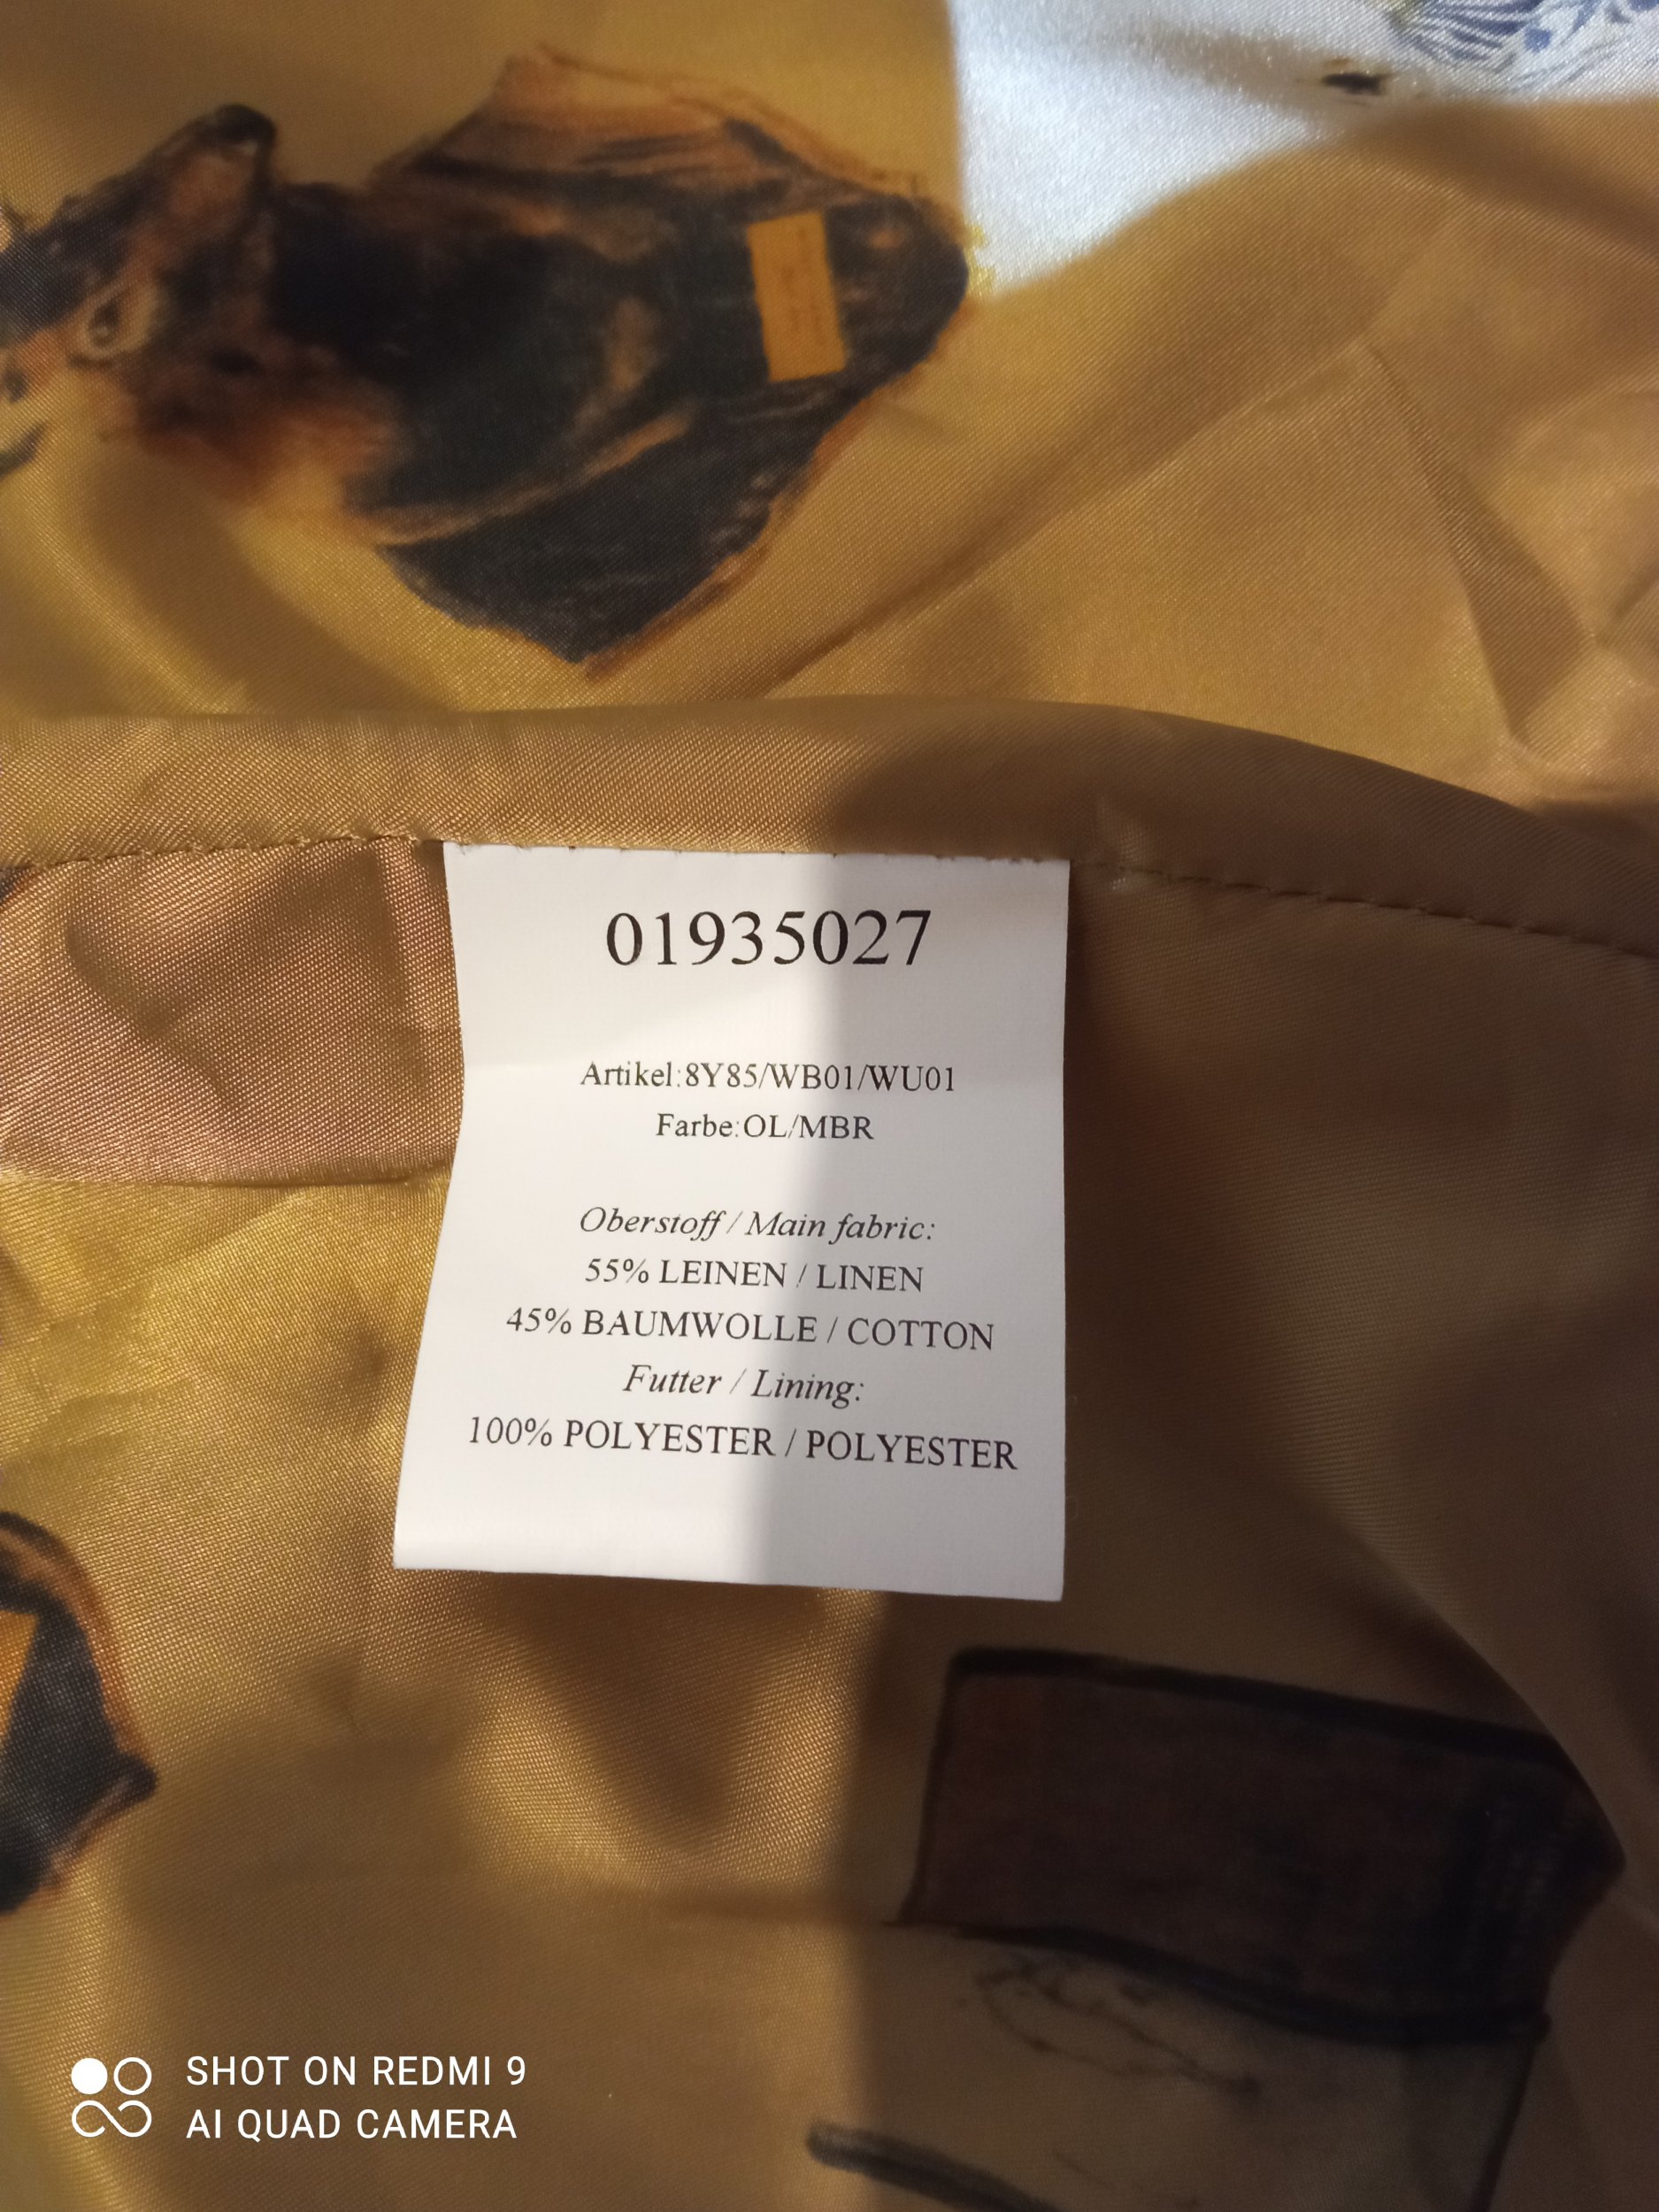 01935027
Artikel:8Y85/WB01/WU01
Farbe:OL/MBR
Oberstoff / Main fabric:
55% LEINEN / LINEN
45% BAUMWOLLE / COTTON
Futter / Lining:
100% POLYESTER / POLYESTER
SHOT ON REDMI 9
AI QUAD CAMERA